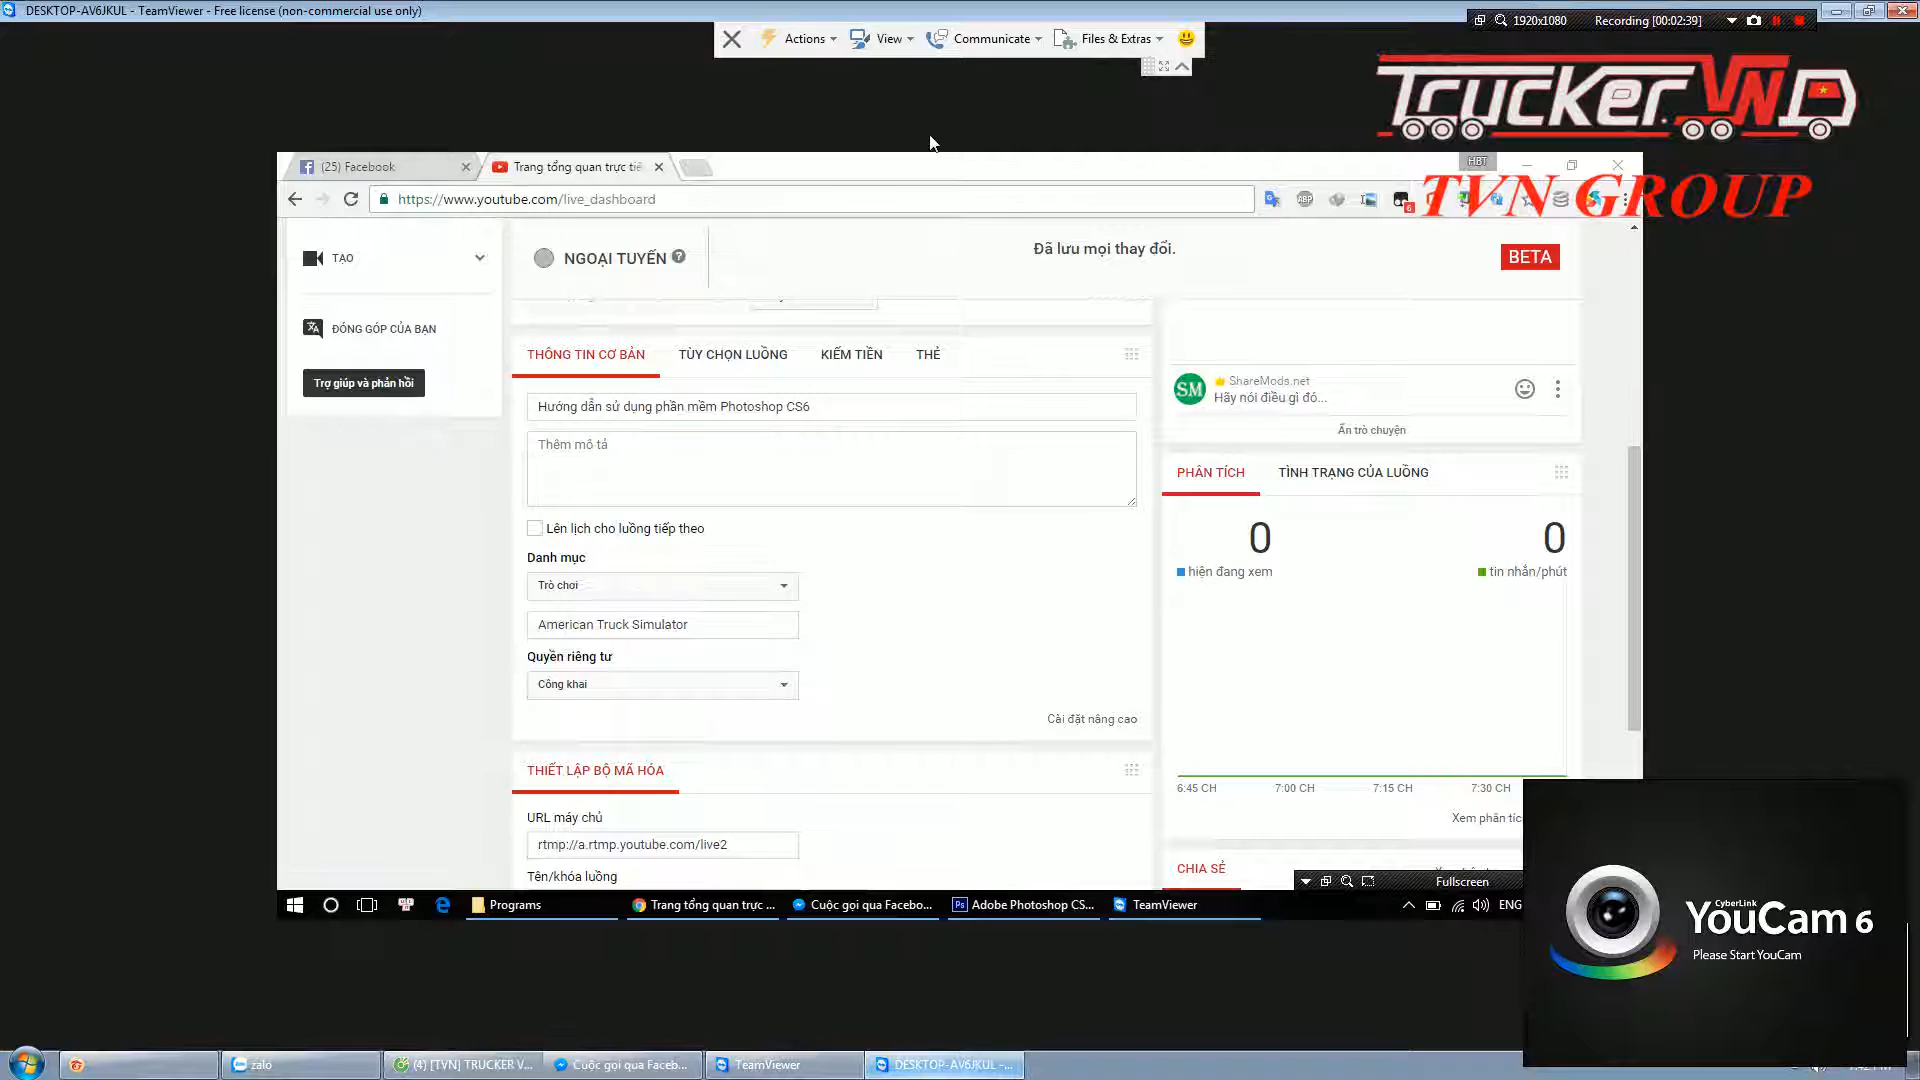 DESKTOP-AV6JKUL - TeamViewer - Free license (non-commercial use only)
1920x1080
Recording [00:02:39]
Actions
View
Communicate
Files & Extras
TRUCKERVN
TVN GROUP
(25) Facebook
Trang tổng quan trực tiế
HBT
https://www.youtube.com/live_dashboard
ABP
6
TẠO
NGOẠI TUYẾN
Đã lưu mọi thay đổi.
BETA
ĐÓNG GÓP CỦA BẠN
Trợ giúp và phản hồi
THÔNG TIN CƠ BẢN
TÙY CHỌN LUỒNG
KIẾM TIỀN
THẺ
Hướng dẫn sử dụng phần mềm Photoshop CS6
Thêm mô tả
Lên lịch cho luồng tiếp theo
Danh mục
Trò chơi
American Truck Simulator
Quyền riêng tư
Công khai
Cài đặt nâng cao
SM
ShareMods.net
Hãy nói điều gì đó...
Ẩn trò chuyện
PHÂN TÍCH
TÌNH TRẠNG CỦA LUỒNG
0
0
hiện đang xem
tin nhắn/phút
6:45 CH
7:00 CH
7:15 CH
7:30 CH
Xem phân tíc
THIẾT LẬP BỘ MÃ HÓA
URL máy chủ
rtmp://a.rtmp.youtube.com/live2
Tên/khóa luồng
CHIA SẺ
Fullscreen
Programs
Trang tổng quan trực ...
Cuộc gọi qua Facebo...
Adobe Photoshop CS...
TeamViewer
ENG
CyberLink
YouCam 6
Please Start YouCam
zalo
(4) [TVN] TRUCKER V...
Cuộc gọi qua Faceb...
TeamViewer
DESKTOP-AV6JKUL -...